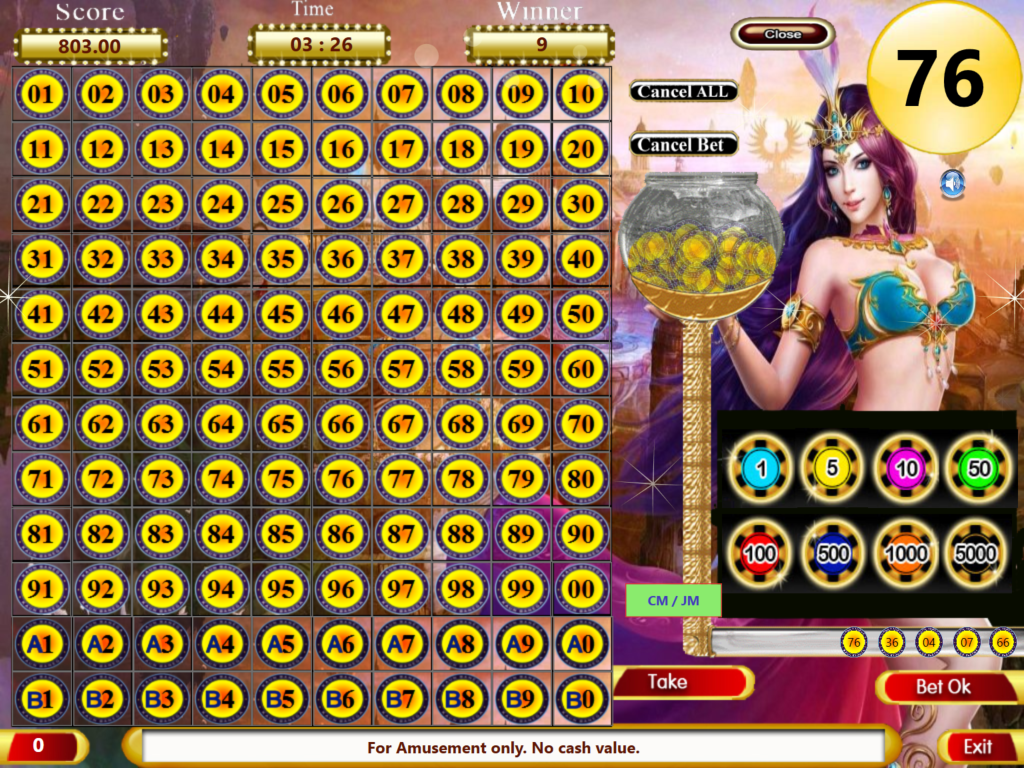 Score Time Winner
803.00 03 : 26 9
Close
76
01 02 03 04 05 06 07 08 09 10
Cancel ALL
11 12 13 14 15 16 17 18 19 20
Cancel Bet
21 22 23 24 25 26 27 28 29 30
31 32 33 34 35 36 37 38 39 40
41 42 43 44 45 46 47 48 49 50
51 52 53 54 55 56 57 58 59 60
61 62 63 64 65 66 67 68 69 70
71 72 73 74 75 76 77 78 79 80
81 82 83 84 85 86 87 88 89 90
91 92 93 94 95 96 97 98 99 00
A1 A2 A3 A4 A5 A6 A7 A8 A9 A0
B1 B2 B3 B4 B5 B6 B7 B8 B9 B0
1 5 10 50
100 500 1000 5000
CM / JM
76 36 04 07 66
Take Bet Ok
0 For Amusement only. No cash value. Exit